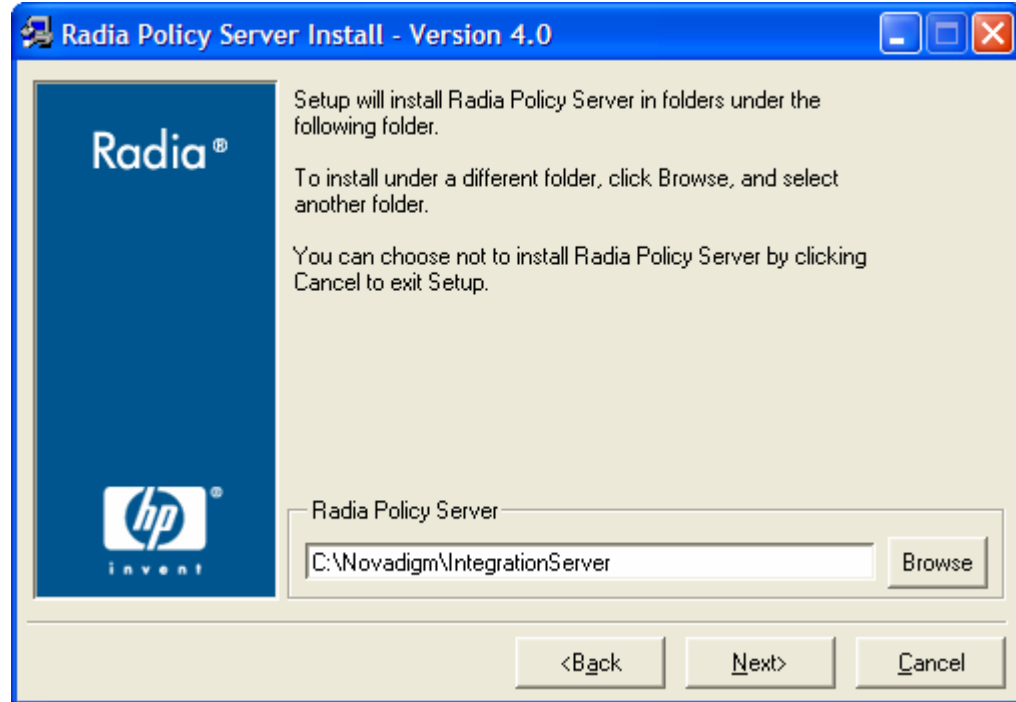 Radia Policy Server Install - Version 4.0
Radia®
Setup will install Radia Policy Server in folders under the
following folder.
To install under a different folder, click Browse, and select
another folder.
You can choose not to install Radia Policy Server by clicking
Cancel to exit Setup.
hp®
invent
Radia Policy Server
C:\Novadigm\IntegrationServer
Browse
<Back
Next>
Cancel